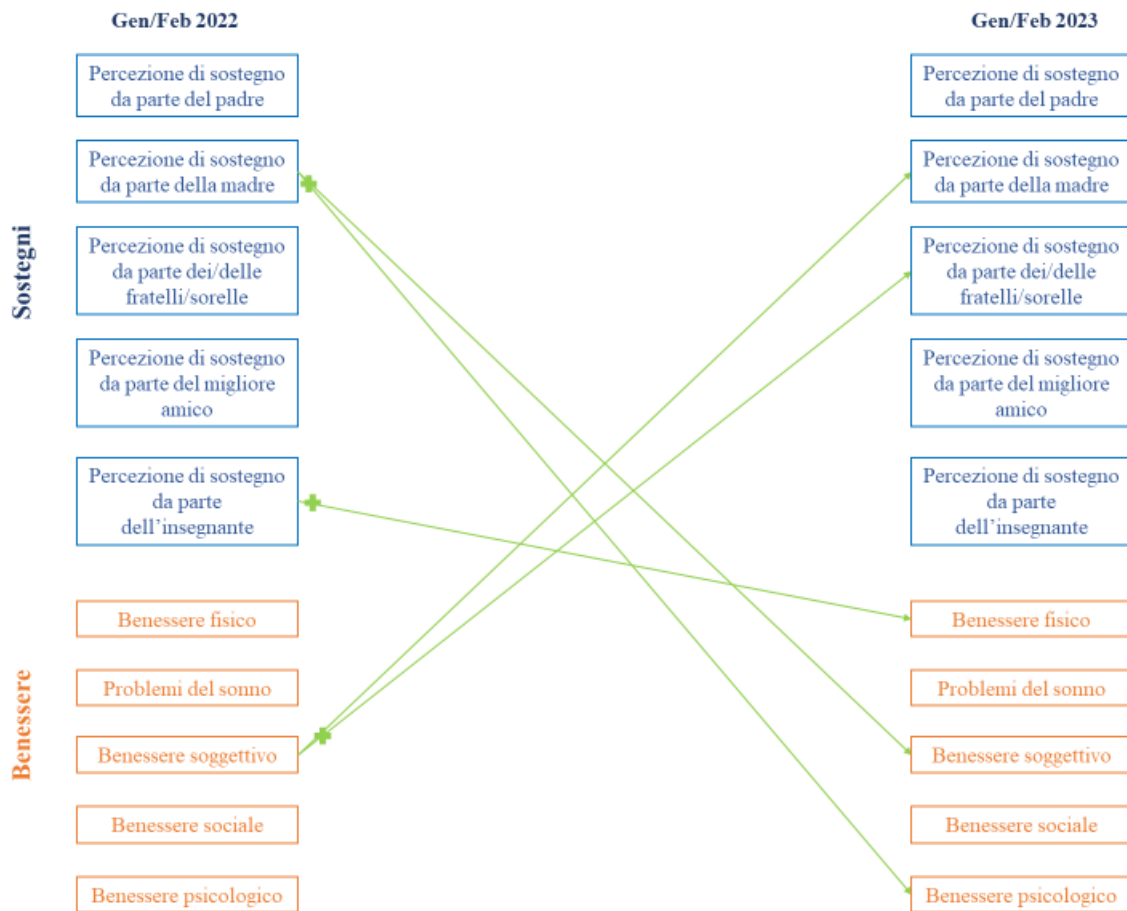 Gen/Feb 2022
Gen/Feb 2023
Sostegni
Percezione di sostegno
da parte del padre
Percezione di sostegno
da parte della madre
Percezione di sostegno
da parte dei/delle
fratelli/sorelle
Percezione di sostegno
da parte del migliore
amico
Percezione di sostegno
da parte
dell’insegnante
Benessere
Benessere fisico
Problemi del sonno
Benessere soggettivo
Benessere sociale
Benessere psicologico
Percezione di sostegno
da parte del padre
Percezione di sostegno
da parte della madre
Percezione di sostegno
da parte dei/delle
fratelli/sorelle
Percezione di sostegno
da parte del migliore
amico
Percezione di sostegno
da parte
dell’insegnante
Benessere fisico
Problemi del sonno
Benessere soggettivo
Benessere sociale
Benessere psicologico